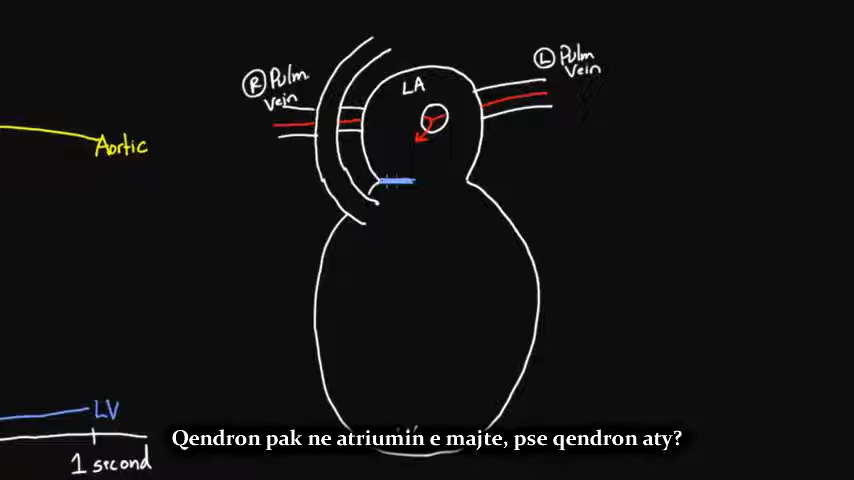 Ⓡ Pulm
Vein
LA
Ⓛ Pulm
Vein
Aortic
LV
1 second
Qendron pak ne atriumin e majte, pse qendron aty?